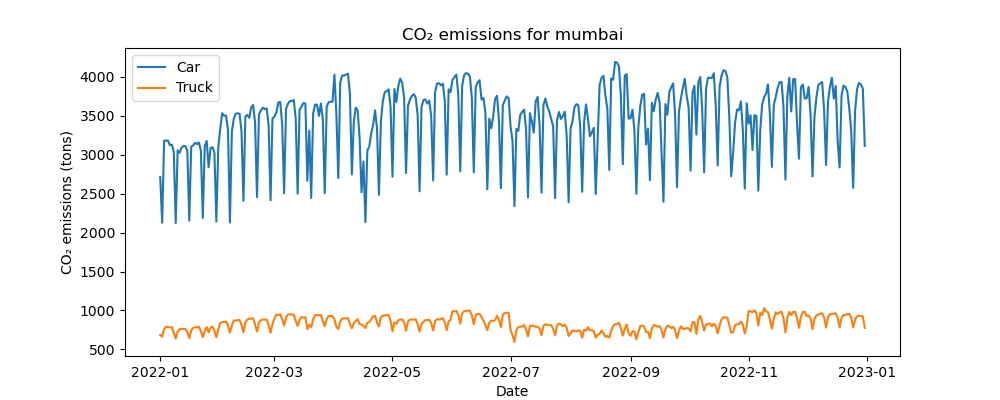 CO₂ emissions for mumbai
Car
Truck
CO₂ emissions (tons)
4000
3500
3000
2500
2000
1500
1000
500
2022-01 2022-03 2022-05 2022-07 2022-09 2022-11 2023-01
Date